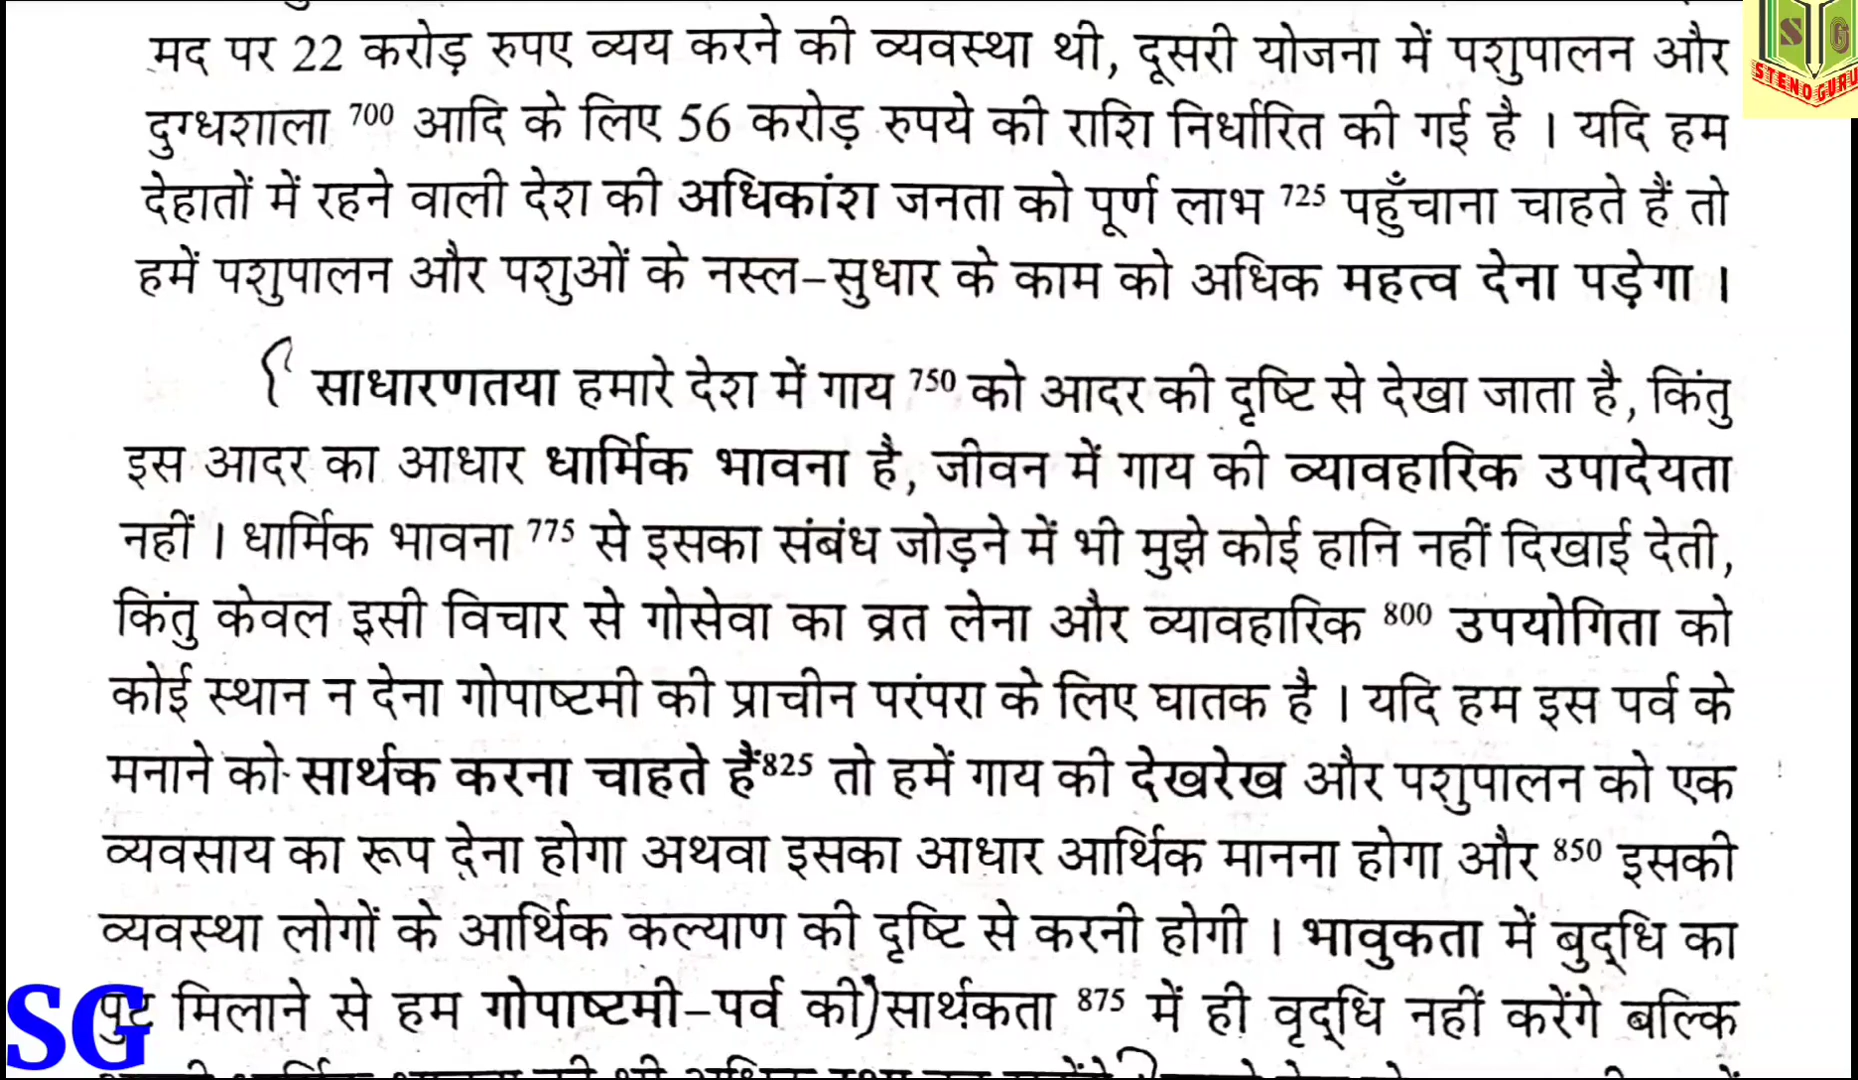 मद पर 22 करोड़ रुपए व्यय करने की व्यवस्था थी, दूसरी योजना में पशुपालन और
दुग्धशाला 700 आदि के लिए 56 करोड़ रुपये की राशि निर्धारित की गई है । यदि हम
देहातों में रहने वाली देश की अधिकांश जनता को पूर्ण लाभ 725 पहुँचाना चाहते हैं तो
हमें पशुपालन और पशुओं के नस्ल-सुधार के काम को अधिक महत्व देना पड़ेगा ।
साधारणतया हमारे देश में गाय 750 को आदर की दृष्टि से देखा जाता है, किंतु
इस आदर का आधार धार्मिक भावना है, जीवन में गाय की व्यावहारिक उपादेयता
नहीं । धार्मिक भावना 775 से इसका संबंध जोड़ने में भी मुझे कोई हानि नहीं दिखाई देती,
किंतु केवल इसी विचार से गोसेवा का व्रत लेना और व्यावहारिक 800 उपयोगिता को
कोई स्थान न देना गोपाष्टमी की प्राचीन परंपरा के लिए घातक है । यदि हम इस पर्व के
मनाने को सार्थक करना चाहते हैं 825 तो हमें गाय की देखरेख और पशुपालन को एक
व्यवसाय का रूप देना होगा अथवा इसका आधार आर्थिक मानना होगा और 850 इसकी
व्यवस्था लोगों के आर्थिक कल्याण की दृष्टि से करनी होगी । भावुकता में बुद्धि का
पुट मिलाने से हम गोपाष्टमी-पर्व की) सार्थकता 875 में ही वृद्धि नहीं करेंगे बल्कि
SG
S G
STENOGURU